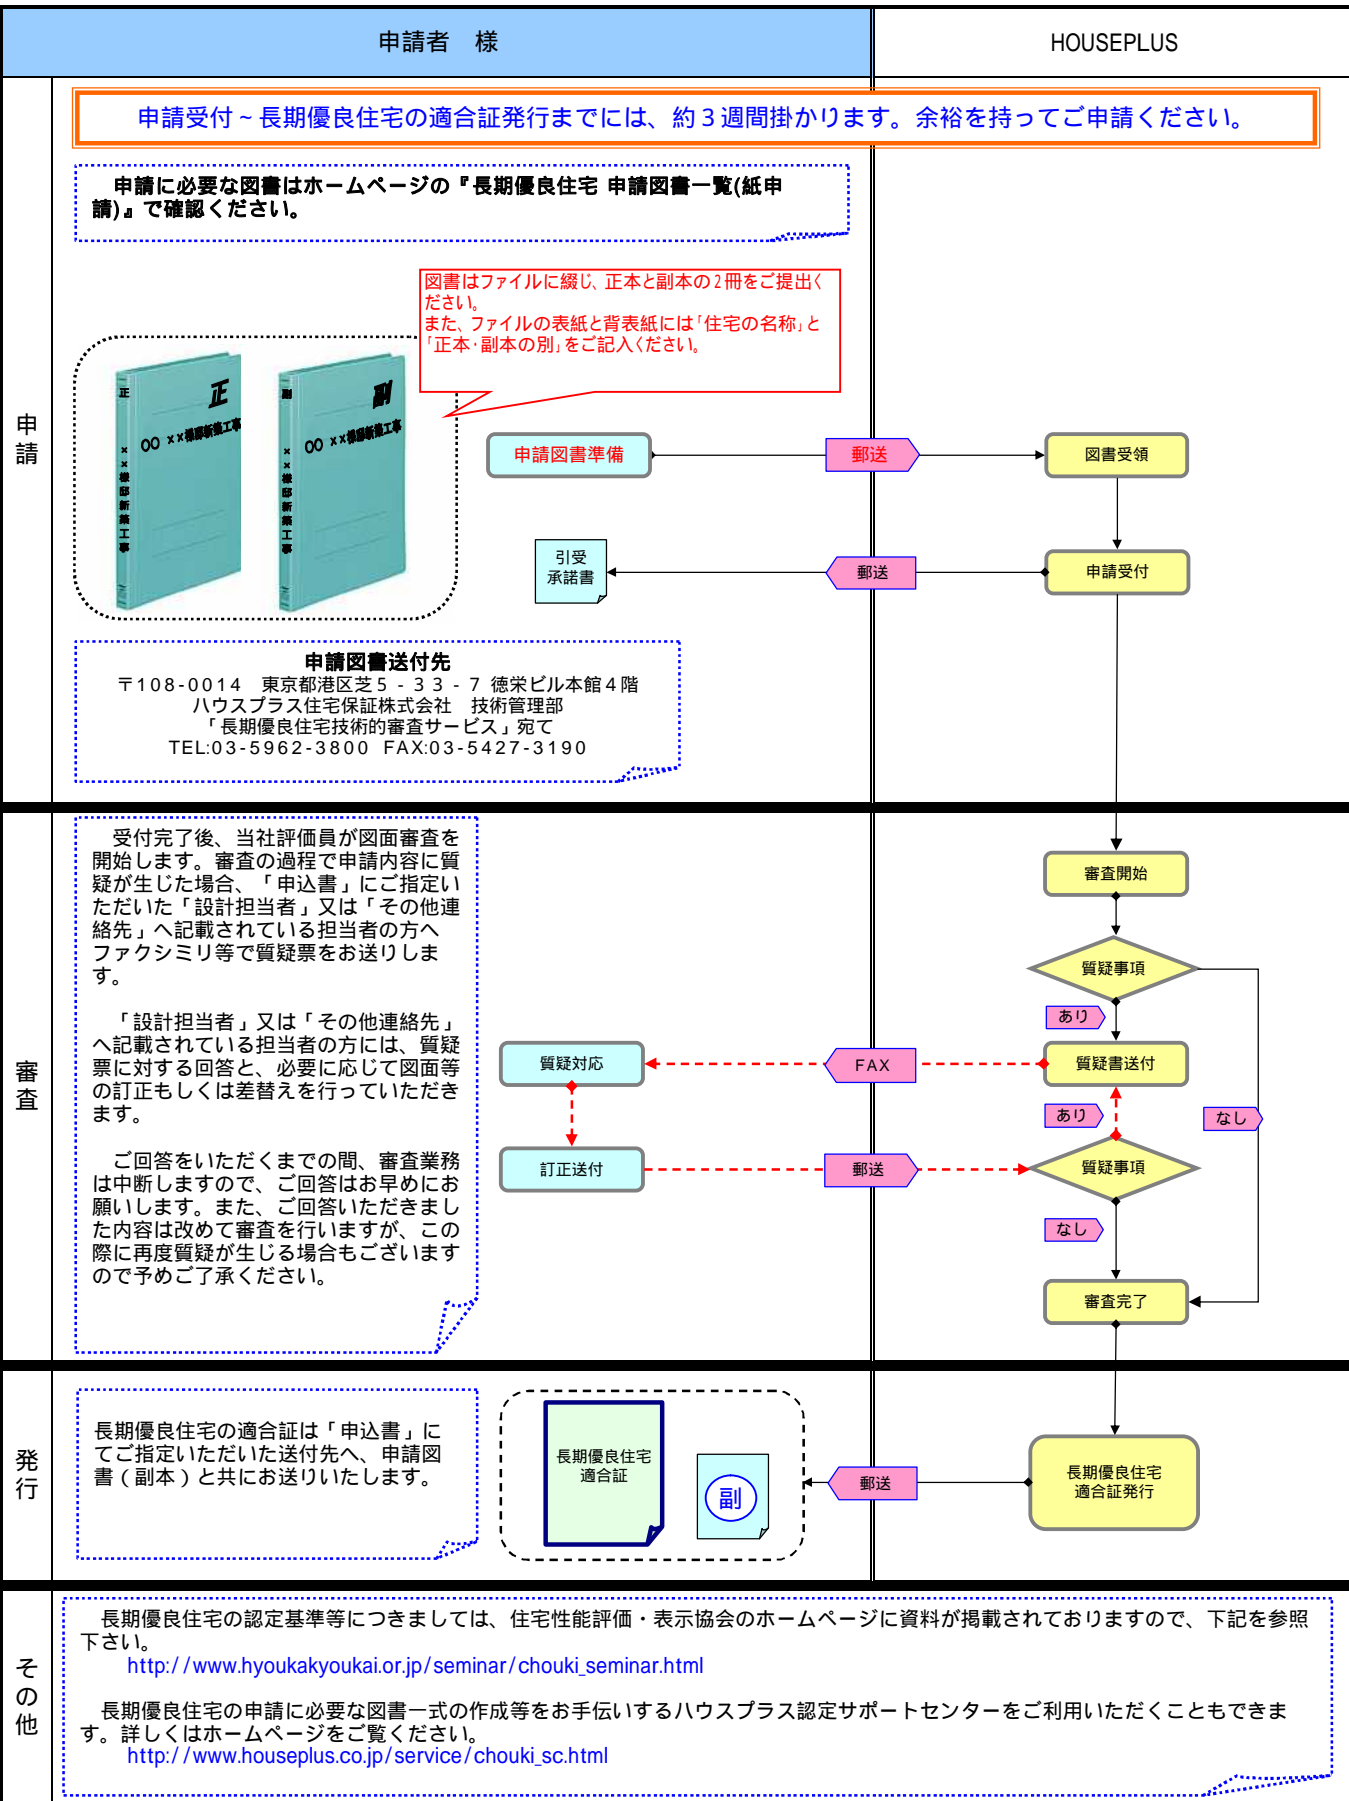 申請者　様
HOUSEPLUS
申請
申請受付～長期優良住宅の適合証発行までには、約３週間掛かります。余裕を持ってご申請ください。
申請に必要な図書はホームページの『長期優良住宅 申請図書一覧(紙申
請)』で確認ください。
図書はファイルに綴じ、正本と副本の2冊をご提出く
ださい。
また、ファイルの表紙と背表紙には「住宅の名称」と
「正本・副本の別」をご記入ください。
正
正
○○ ××様邸新築工事
××様邸新築工事
副
副
○○ ××様邸新築工事
××様邸新築工事
申請図書準備
郵送
図書受領
引受
承諾書
郵送
申請受付
申請図書送付先
〒108-0014　東京都港区芝５-３３-７ 徳栄ビル本館４階
ハウスプラス住宅保証株式会社　技術管理部
「長期優良住宅技術的審査サービス」宛て
TEL:03-5962-3800 FAX:03-5427-3190
審査
受付完了後、当社評価員が図面審査を
開始します。審査の過程で申請内容に質
疑が生じた場合、「申込書」にご指定い
ただいた「設計担当者」又は「その他連
絡先」へ記載されている担当者の方へ
ファクシミリ等で質疑票をお送りしま
す。
「設計担当者」又は「その他連絡先」
へ記載されている担当者の方には、質疑
票に対する回答と、必要に応じて図面等
の訂正もしくは差替えを行っていただき
ます。
ご回答をいただくまでの間、審査業務
は中断しますので、ご回答はお早めにお
願いします。また、ご回答いただきまし
た内容は改めて審査を行いますが、この
際に再度質疑が生じる場合もございます
ので予めご了承ください。
審査開始
質疑事項
あり
質疑対応
FAX
質疑書送付
あり
なし
訂正送付
郵送
質疑事項
なし
審査完了
発行
長期優良住宅の適合証は「申込書」に
てご指定いただいた送付先へ、申請図
書（副本）と共にお送りいたします。
長期優良住宅
適合証
副
郵送
長期優良住宅
適合証発行
その他
長期優良住宅の認定基準等につきましては、住宅性能評価・表示協会のホームページに資料が掲載されておりますので、下記を参照
下さい。
http://www.hyoukakyoukai.or.jp/seminar/chouki_seminar.html
長期優良住宅の申請に必要な図書一式の作成等をお手伝いするハウスプラス認定サポートセンターをご利用いただくこともできま
す。詳しくはホームページをご覧ください。
http://www.houseplus.co.jp/service/chouki_sc.html